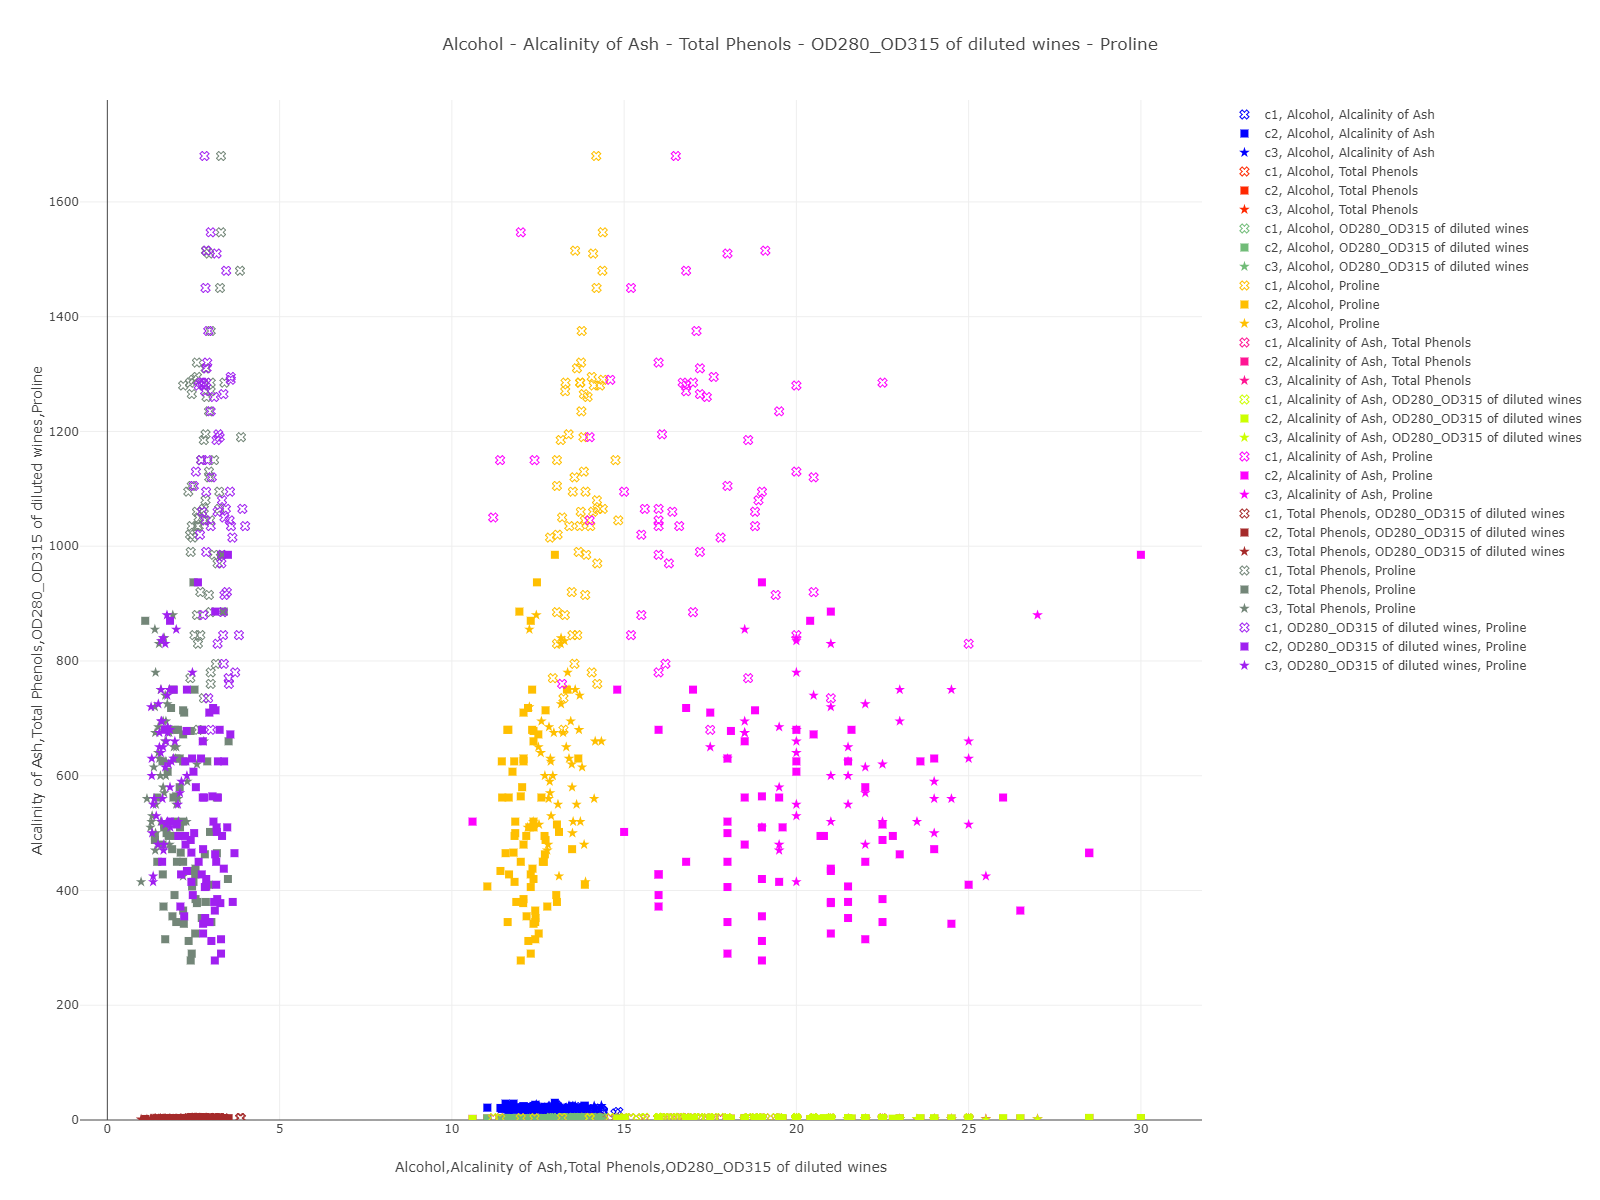 Alcohol - Alcalinity of Ash - Total Phenols - OD280_OD315 of diluted wines - Proline
Alcalinity of Ash,Total Phenols,OD280_OD315 of diluted wines,Proline
1600
1400
1200
1000
800
600
400
200
0
0
5
10
15
20
25
30
Alcohol,Alcalinity of Ash,Total Phenols,OD280_OD315 of diluted wines
c1, Alcohol, Alcalinity of Ash
c2, Alcohol, Alcalinity of Ash
c3, Alcohol, Alcalinity of Ash
c1, Alcohol, Total Phenols
c2, Alcohol, Total Phenols
c3, Alcohol, Total Phenols
c1, Alcohol, OD280_OD315 of diluted wines
c2, Alcohol, OD280_OD315 of diluted wines
c3, Alcohol, OD280_OD315 of diluted wines
c1, Alcohol, Proline
c2, Alcohol, Proline
c3, Alcohol, Proline
c1, Alcalinity of Ash, Total Phenols
c2, Alcalinity of Ash, Total Phenols
c3, Alcalinity of Ash, Total Phenols
c1, Alcalinity of Ash, OD280_OD315 of diluted wines
c2, Alcalinity of Ash, OD280_OD315 of diluted wines
c3, Alcalinity of Ash, OD280_OD315 of diluted wines
c1, Alcalinity of Ash, Proline
c2, Alcalinity of Ash, Proline
c3, Alcalinity of Ash, Proline
c1, Total Phenols, OD280_OD315 of diluted wines
c2, Total Phenols, OD280_OD315 of diluted wines
c3, Total Phenols, OD280_OD315 of diluted wines
c1, Total Phenols, Proline
c2, Total Phenols, Proline
c3, Total Phenols, Proline
c1, OD280_OD315 of diluted wines, Proline
c2, OD280_OD315 of diluted wines, Proline
c3, OD280_OD315 of diluted wines, Proline